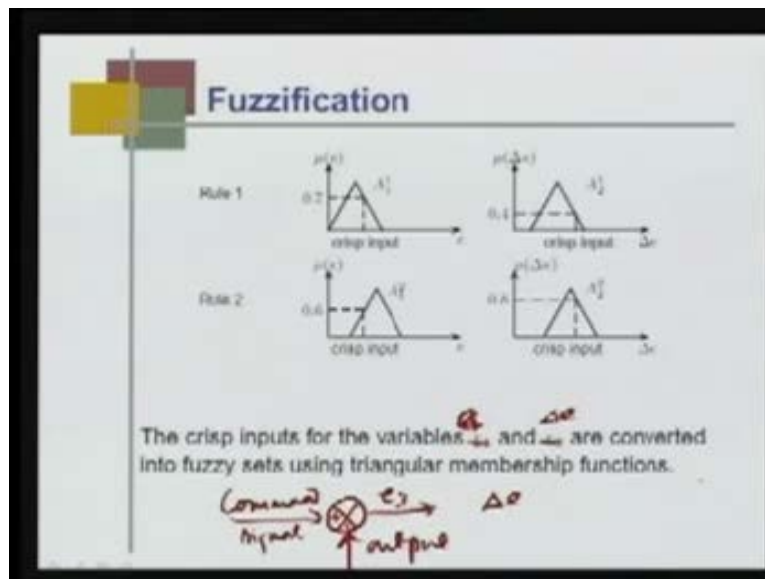 Fuzzification
μ(e)
μ(Δe)
Rule 1
0.7
0.4
crisp input e
crisp input Δe
μ(e)
μ(Δe)
Rule 2
0.6
0.8
crisp input e
crisp input Δe
e Δe
The crisp inputs for the variables and are converted
into fuzzy sets using triangular membership functions.
Command
Signal
+
output
Δe